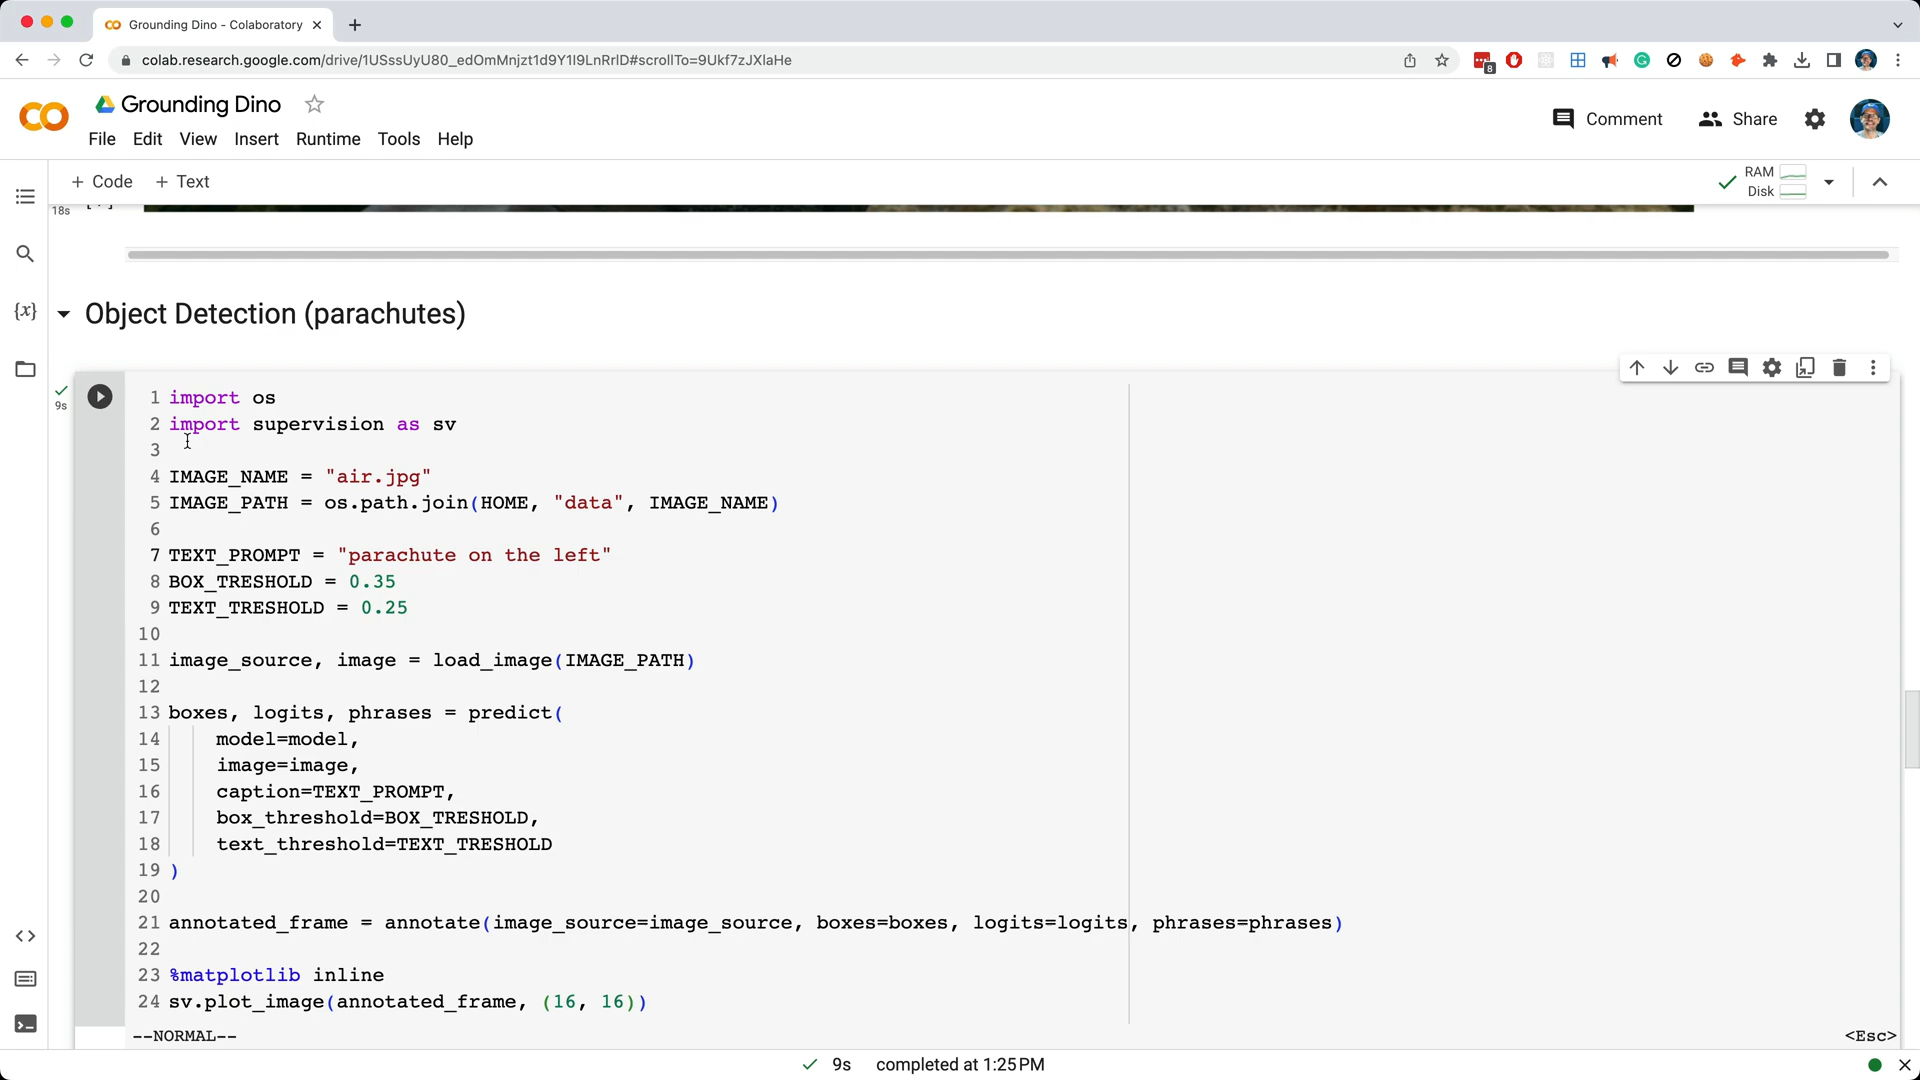 Grounding Dino - Colaboratory
colab.research.google.com/drive/1USssUyU80_edOmMnjzt1d9Y1I9LnRrlD#scrollTo=9Ukf7zJXlaHe
8
Grounding Dino
File Edit View Insert Runtime Tools Help
Comment
Share
+ Code + Text
RAM
Disk
18s
Object Detection (parachutes)
9s
1 import os
2 import supervision as sv
3
4 IMAGE_NAME = "air.jpg"
5 IMAGE_PATH = os.path.join(HOME, "data", IMAGE_NAME)
6
7 TEXT_PROMPT = "parachute on the left"
8 BOX_TRESHOLD = 0.35
9 TEXT_TRESHOLD = 0.25
10
11 image_source, image = load_image(IMAGE_PATH)
12
13 boxes, logits, phrases = predict(
14 model=model,
15 image=image,
16 caption=TEXT_PROMPT,
17 box_threshold=BOX_TRESHOLD,
18 text_threshold=TEXT_TRESHOLD
19 )
20
21 annotated_frame = annotate(image_source=image_source, boxes=boxes, logits=logits, phrases=phrases)
22
23 %matplotlib inline
24 sv.plot_image(annotated_frame, (16, 16))
--NORMAL-- <Esc>
9s completed at 1:25 PM